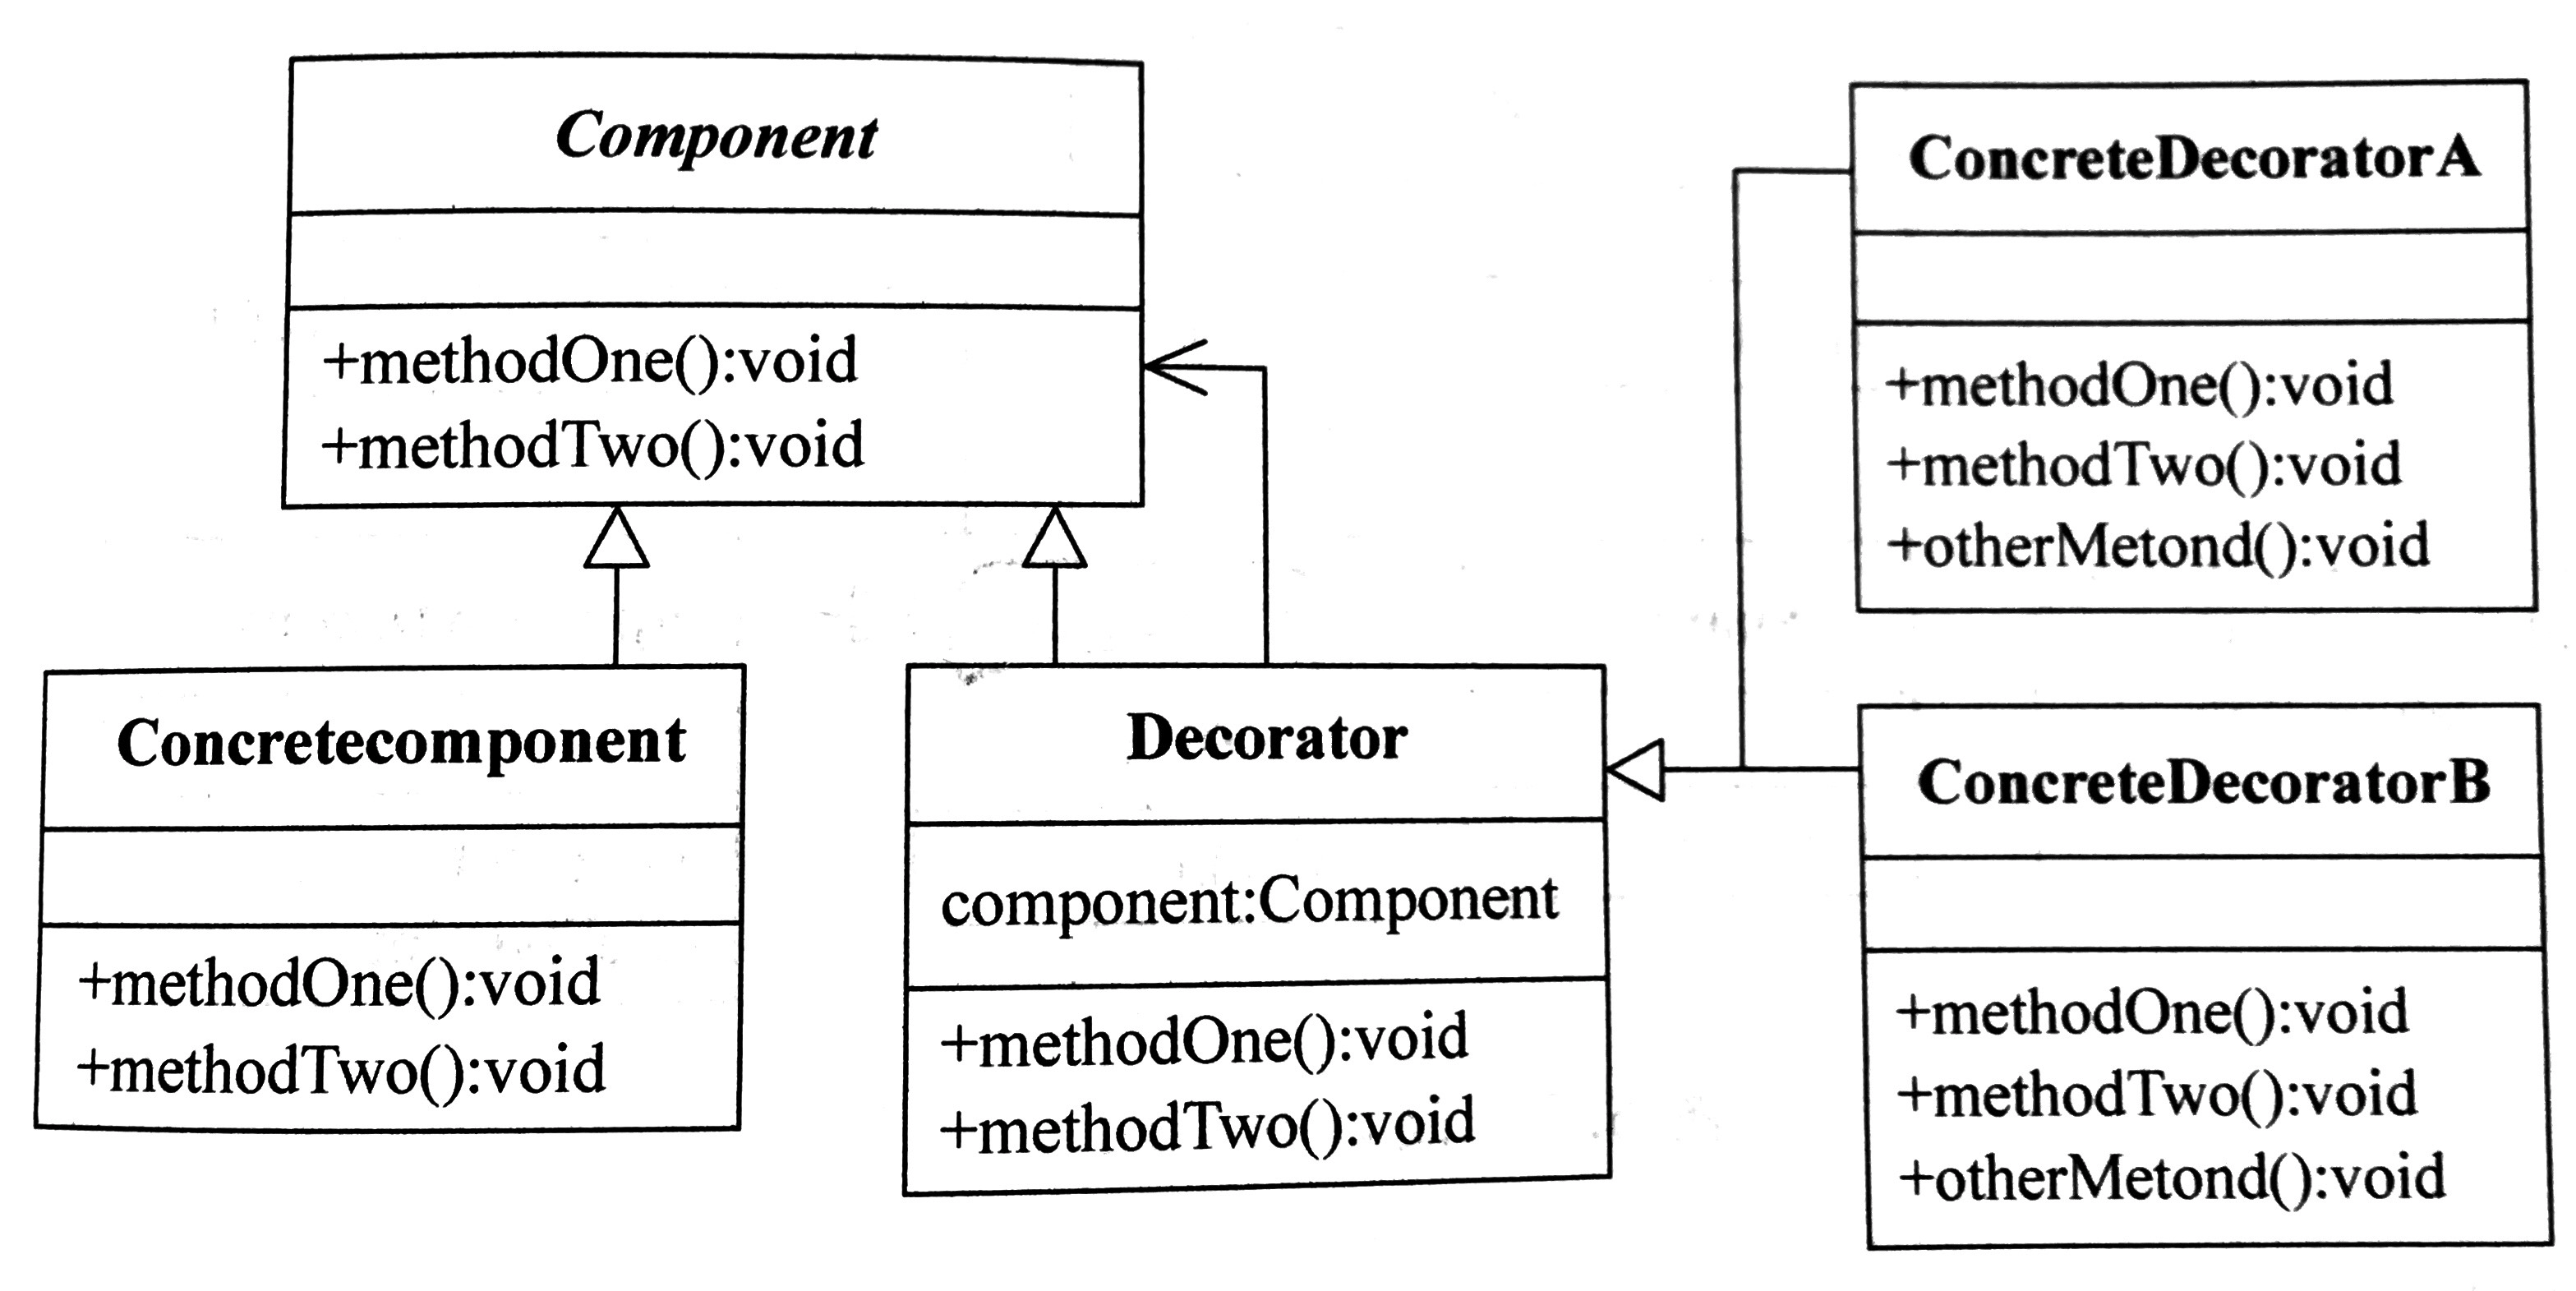 Component
+methodOne():void
+methodTwo():void
Concretecomponent
+methodOne():void
+methodTwo():void
Decorator
component:Component
+methodOne():void
+methodTwo():void
ConcreteDecoratorA
+methodOne():void
+methodTwo():void
+otherMetond():void
ConcreteDecoratorB
+methodOne():void
+methodTwo():void
+otherMetond():void